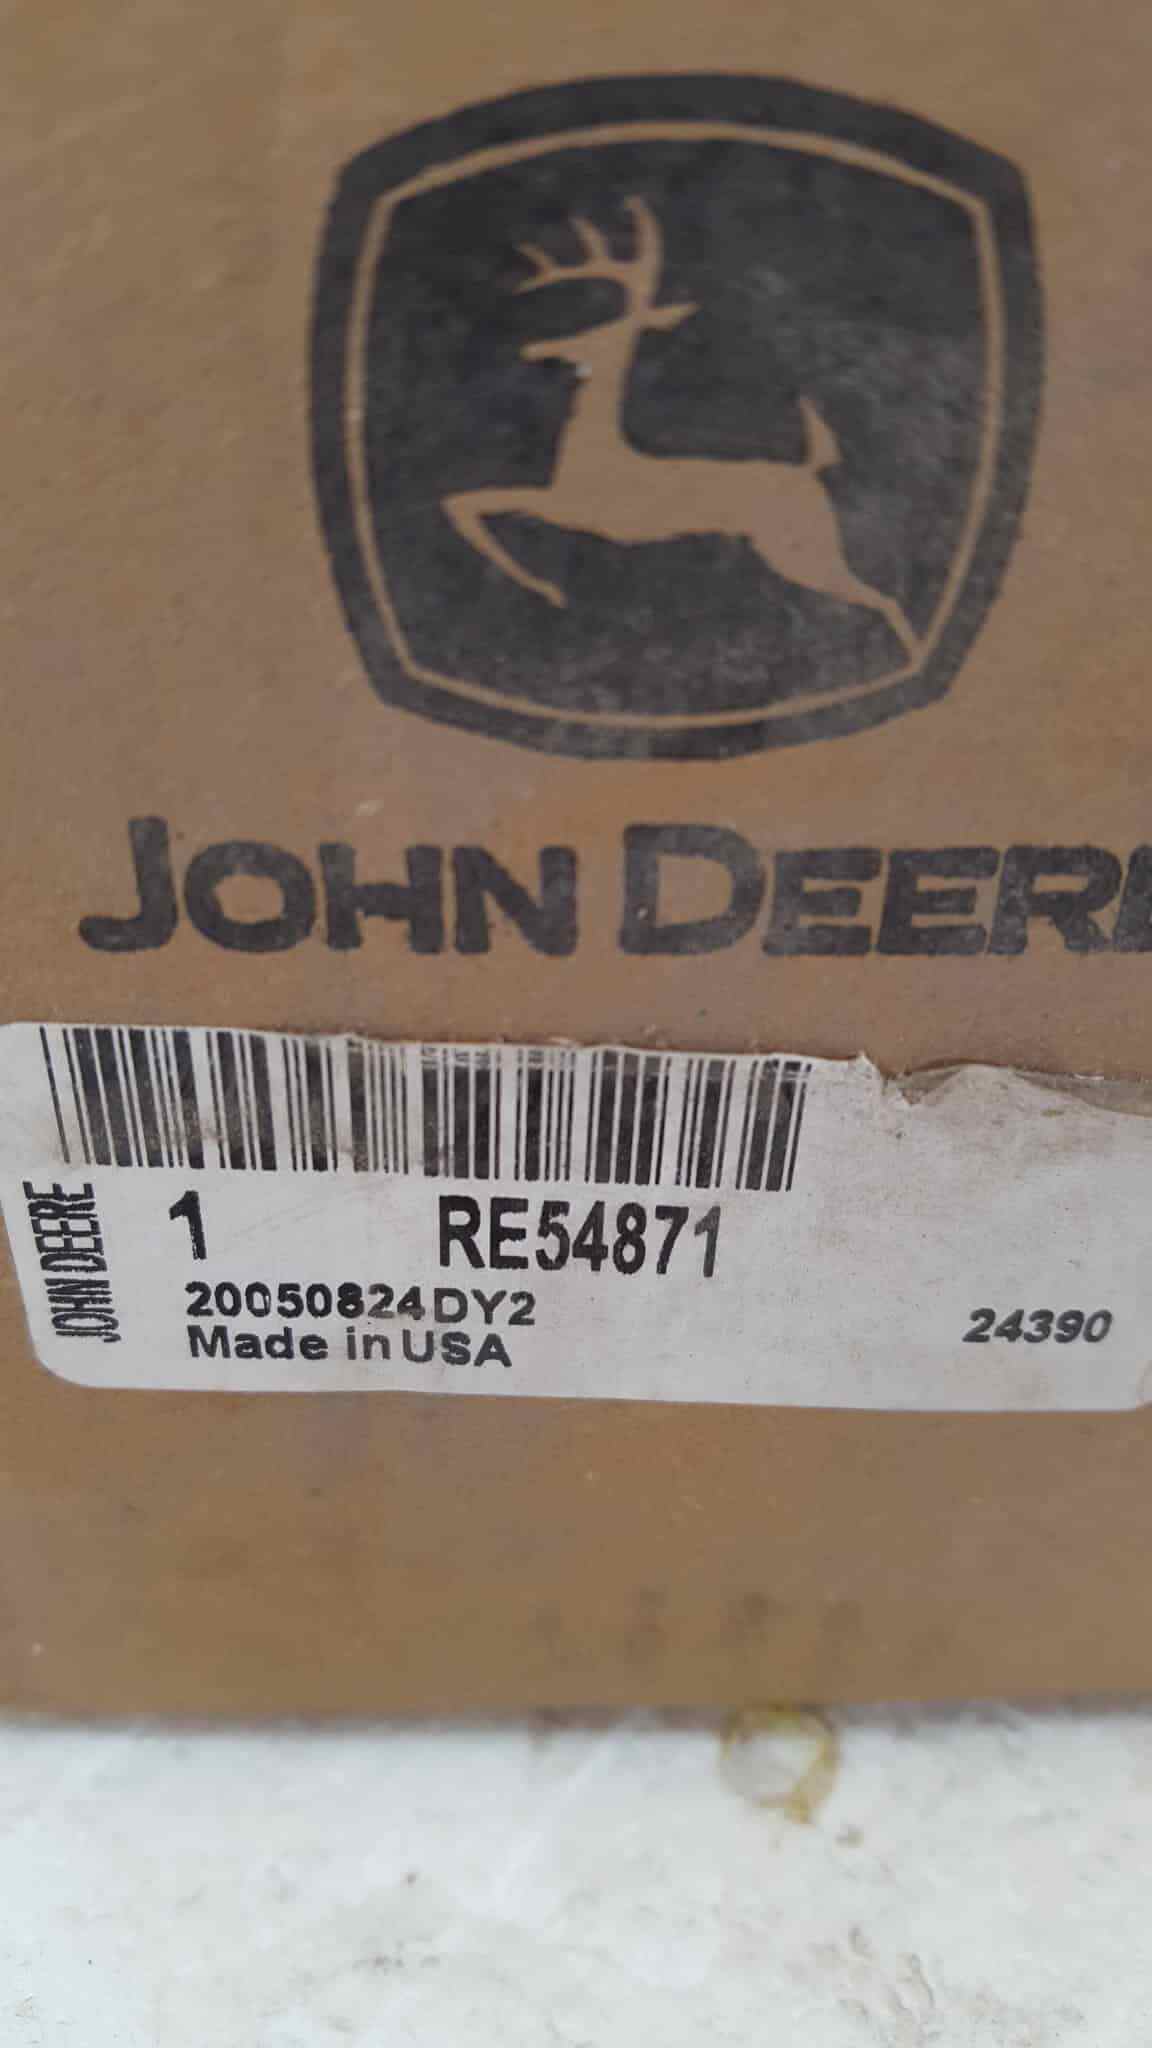 JOHN DEERE
JOHN DEERE
1 RE54871
20050824DY2
Made in USA
24390